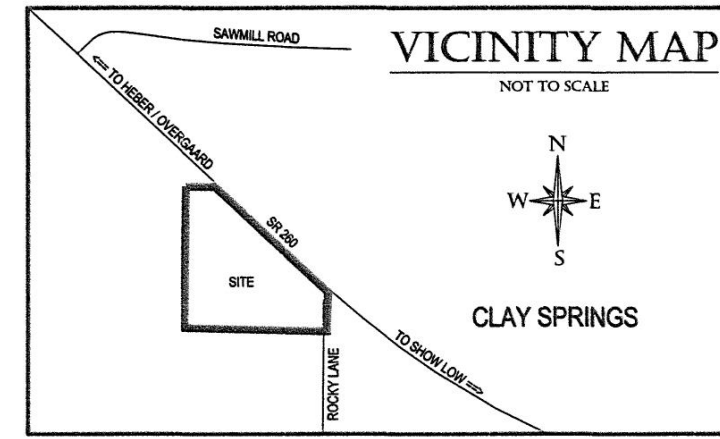 SAWMILL ROAD
VICINITY MAP
NOT TO SCALE
<== TO HEBER / OVERGAARD
N
W E
S
SR 260
SITE
CLAY SPRINGS
TO SHOW LOW ==>
ROCKY LANE